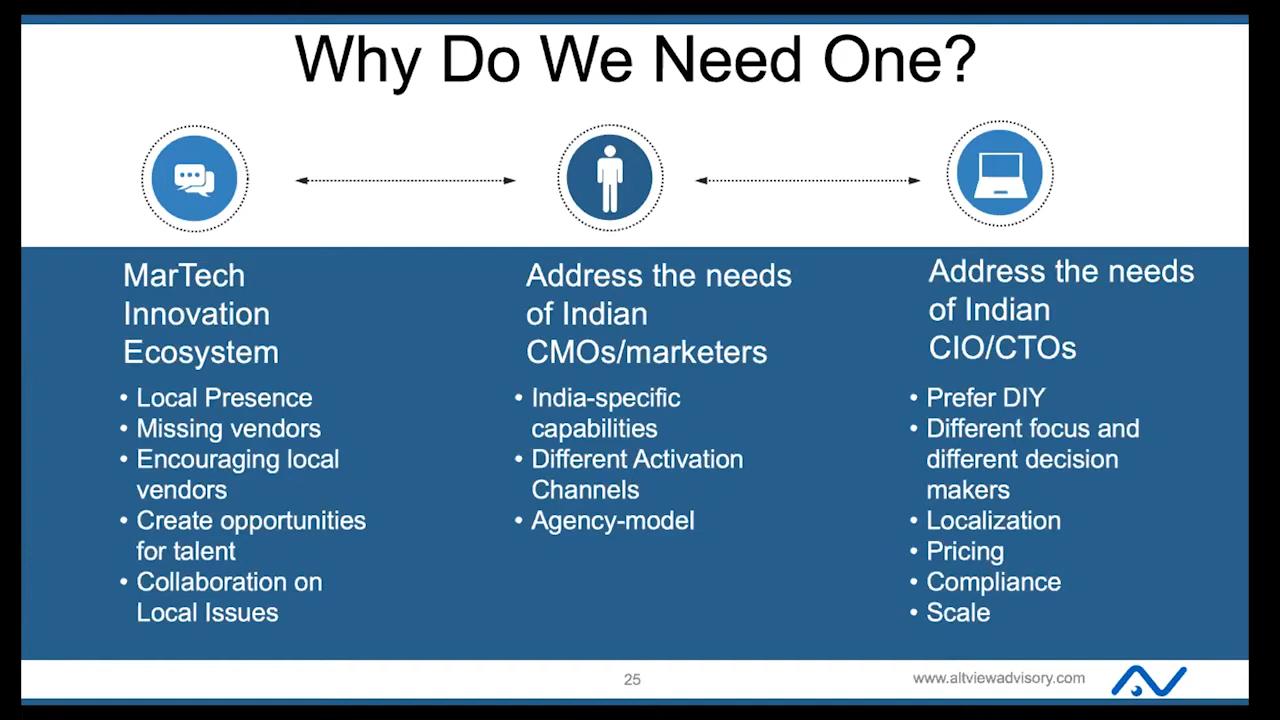 Why Do We Need One?
MarTech
Innovation
Ecosystem
• Local Presence
• Missing vendors
• Encouraging local
vendors
• Create opportunities
for talent
• Collaboration on
Local Issues
Address the needs
of Indian
CMOs/marketers
• India-specific
capabilities
• Different Activation
Channels
• Agency-model
Address the needs
of Indian
CIO/CTOs
• Prefer DIY
• Different focus and
different decision
makers
• Localization
• Pricing
• Compliance
• Scale
25
www.altviewadvisory.com